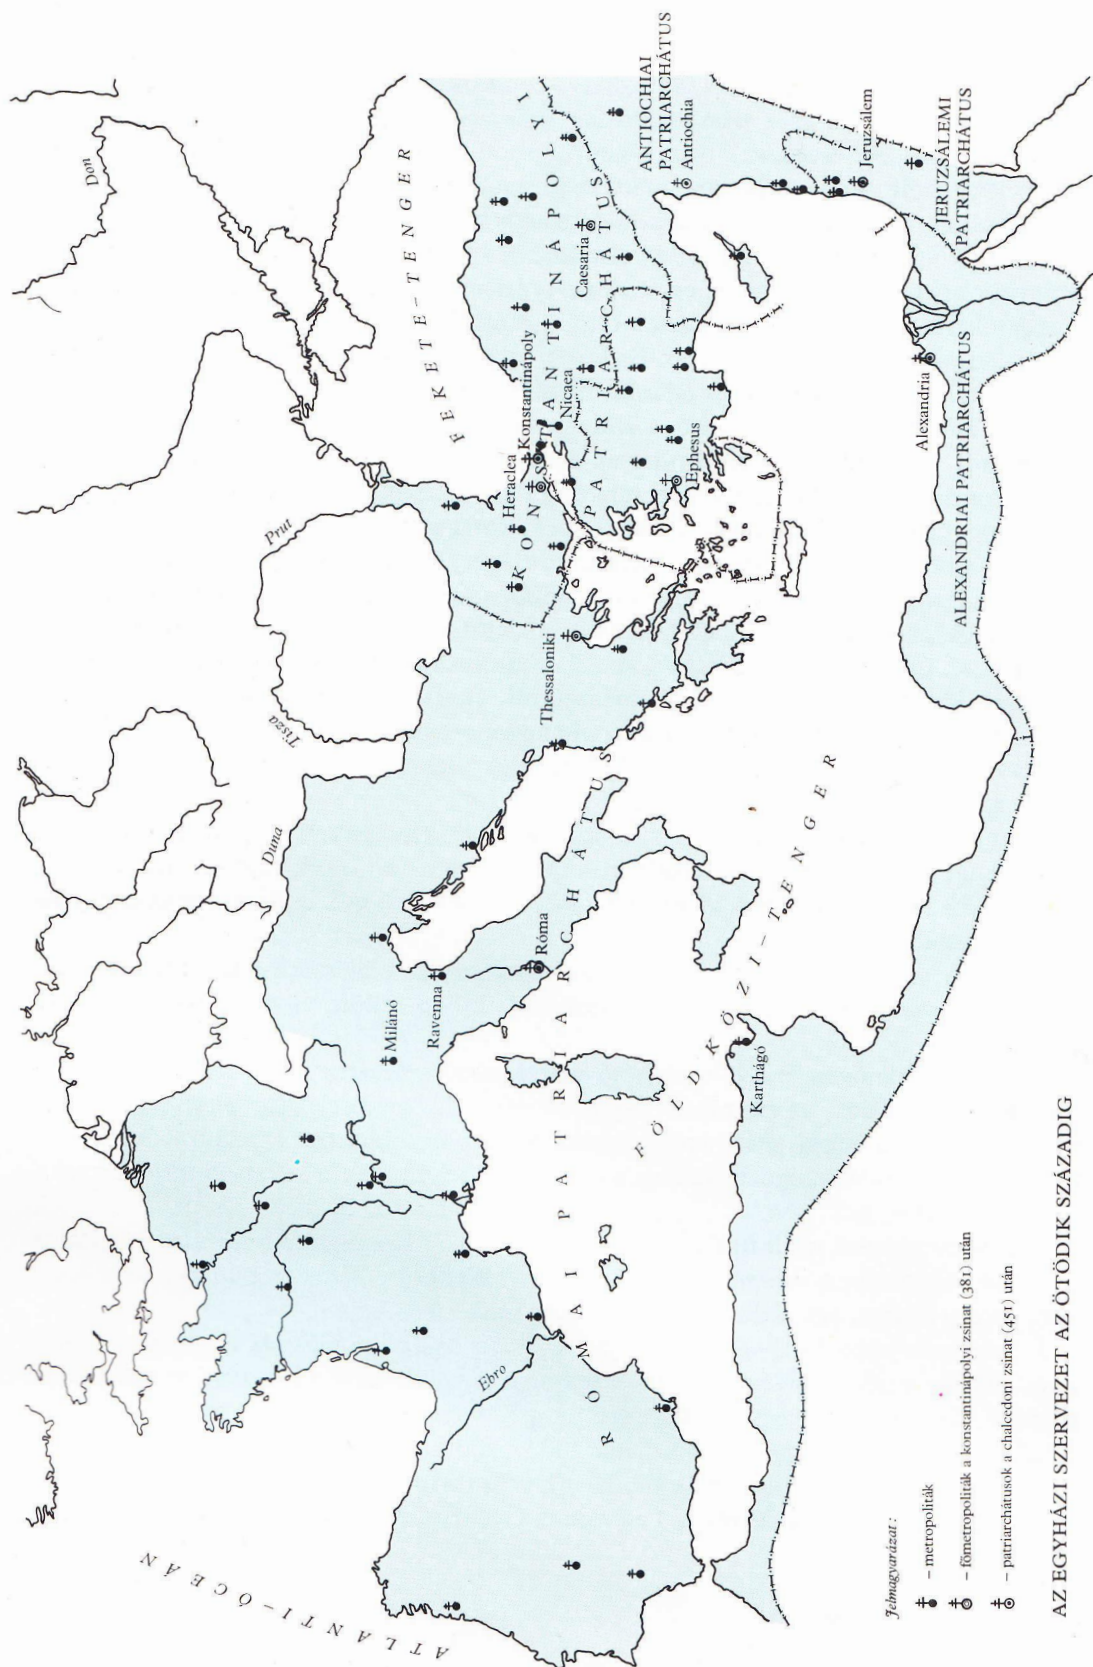 ATLANTI-ÓCEÁN
FEKETE-TENGER
FÖLDKÖZI-TENGER
Don
Prut
Tisza
Duna
Ebro
RÓMAI PATRIARCHÁTUS
KONSTANTINÁPOLYI
PATRIARCHÁTUS
ANTIOCHIAI
PATRIARCHÁTUS
JERUZSÁLEMI
PATRIARCHÁTUS
ALEXANDRIAI PATRIARCHÁTUS
Milánó
Ravenna
Róma
Karthágó
Thessaloniki
Heraclea
Konstantinápoly
Nicaea
Caesaria
Ephesus
Antiochia
Jeruzsálem
Alexandria
Jelmagyarázat:
– metropoliták
– főmetropoliták a konstantinápolyi zsinat (381) után
– patriarchátusok a chalcedoni zsinat (451) után
AZ EGYHÁZI SZERVEZET AZ ÖTÖDIK SZÁZADIG